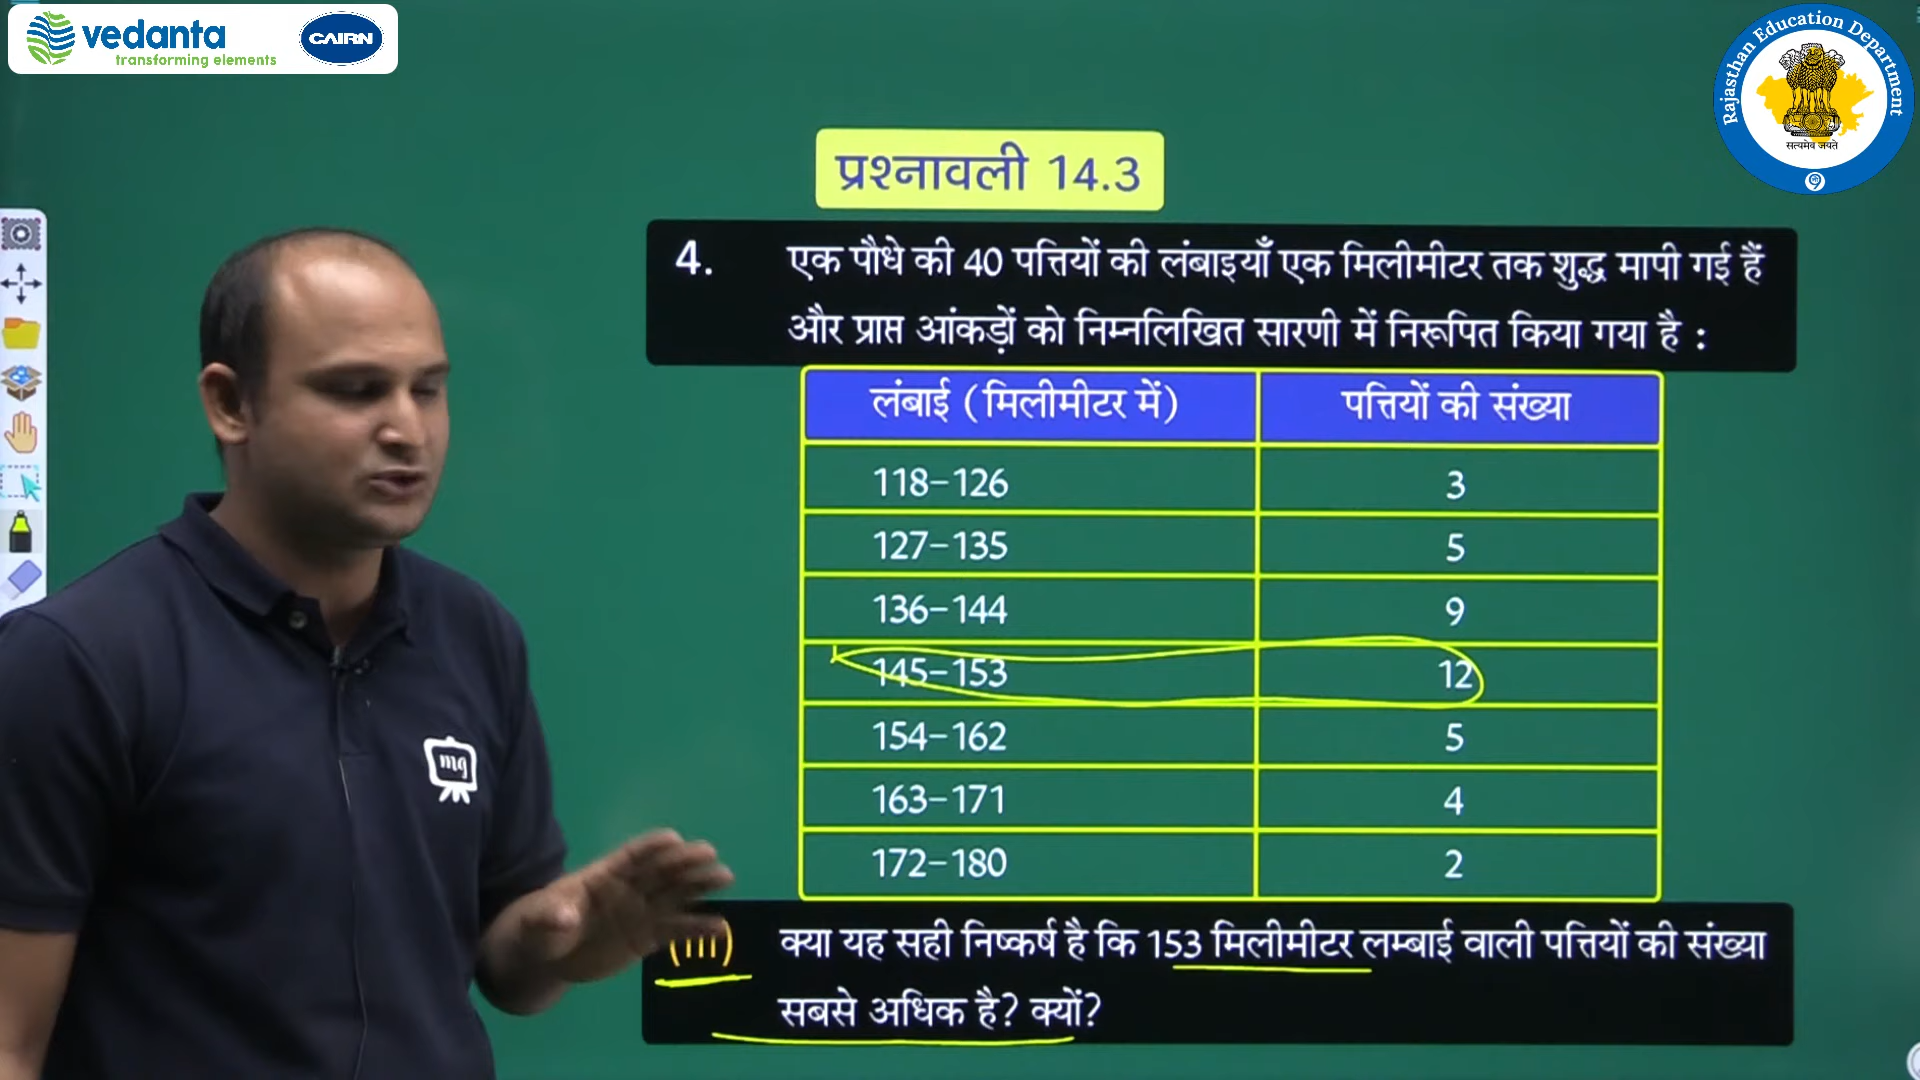 vedanta
transforming elements
CAIRN
Rajasthan Education Department
सत्यमेव जयते
प्रश्नावली 14.3
4. एक पौधे की 40 पत्तियों की लंबाइयाँ एक मिलीमीटर तक शुद्ध मापी गई हैं
और प्राप्त आंकड़ों को निम्नलिखित सारणी में निरूपित किया गया है :
लंबाई (मिलीमीटर में) पत्तियों की संख्या
118-126 3
127-135 5
136-144 9
145-153 12
154-162 5
163-171 4
172-180 2
mg
(iii) क्या यह सही निष्कर्ष है कि 153 मिलीमीटर लम्बाई वाली पत्तियों की संख्या
सबसे अधिक है? क्यों?